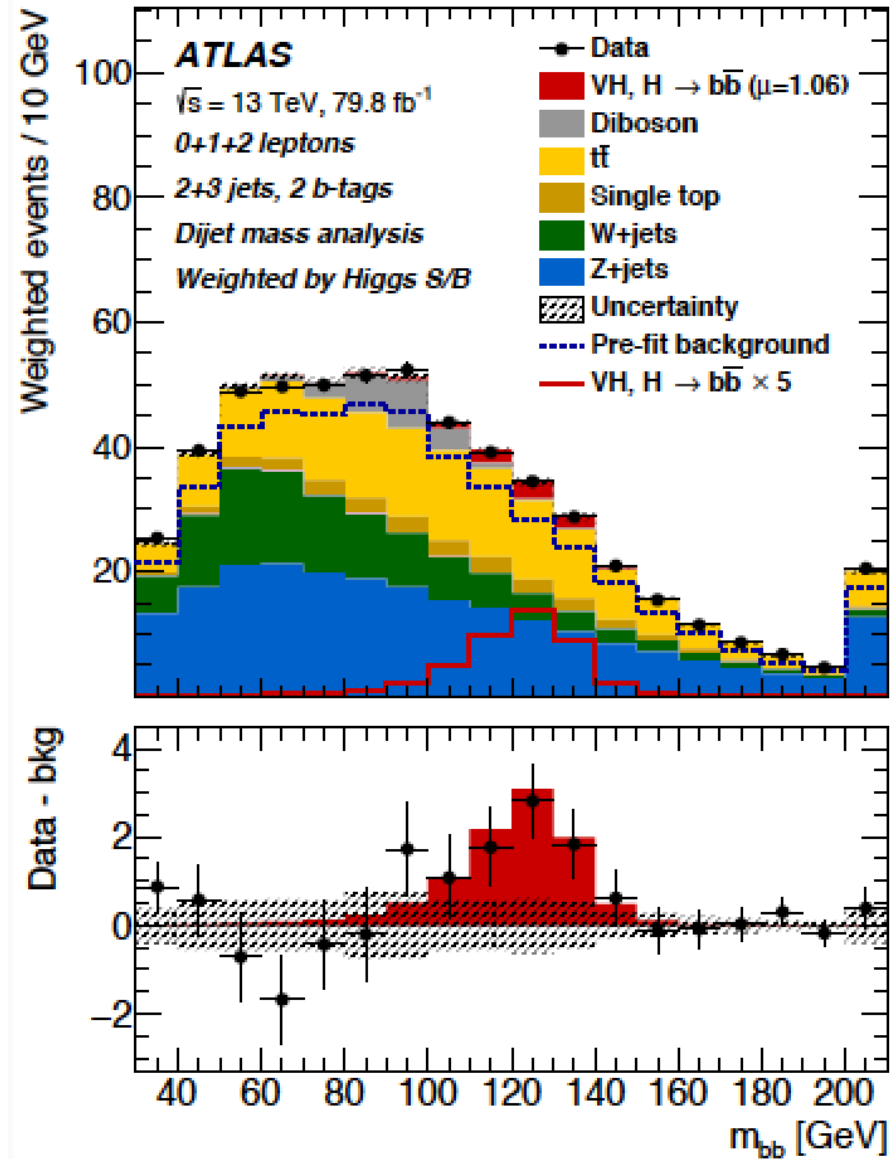 Weighted events / 10 GeV
100
80
60
40
20
ATLAS
√s = 13 TeV, 79.8 fb⁻¹
0+1+2 leptons
2+3 jets, 2 b-tags
Dijet mass analysis
Weighted by Higgs S/B
Data
VH, H → bb̅ (μ=1.06)
Diboson
tt̅
Single top
W+jets
Z+jets
Uncertainty
Pre-fit background
VH, H → bb̅ × 5
Data - bkg
4
2
0
−2
40 60 80 100 120 140 160 180 200
m_bb [GeV]